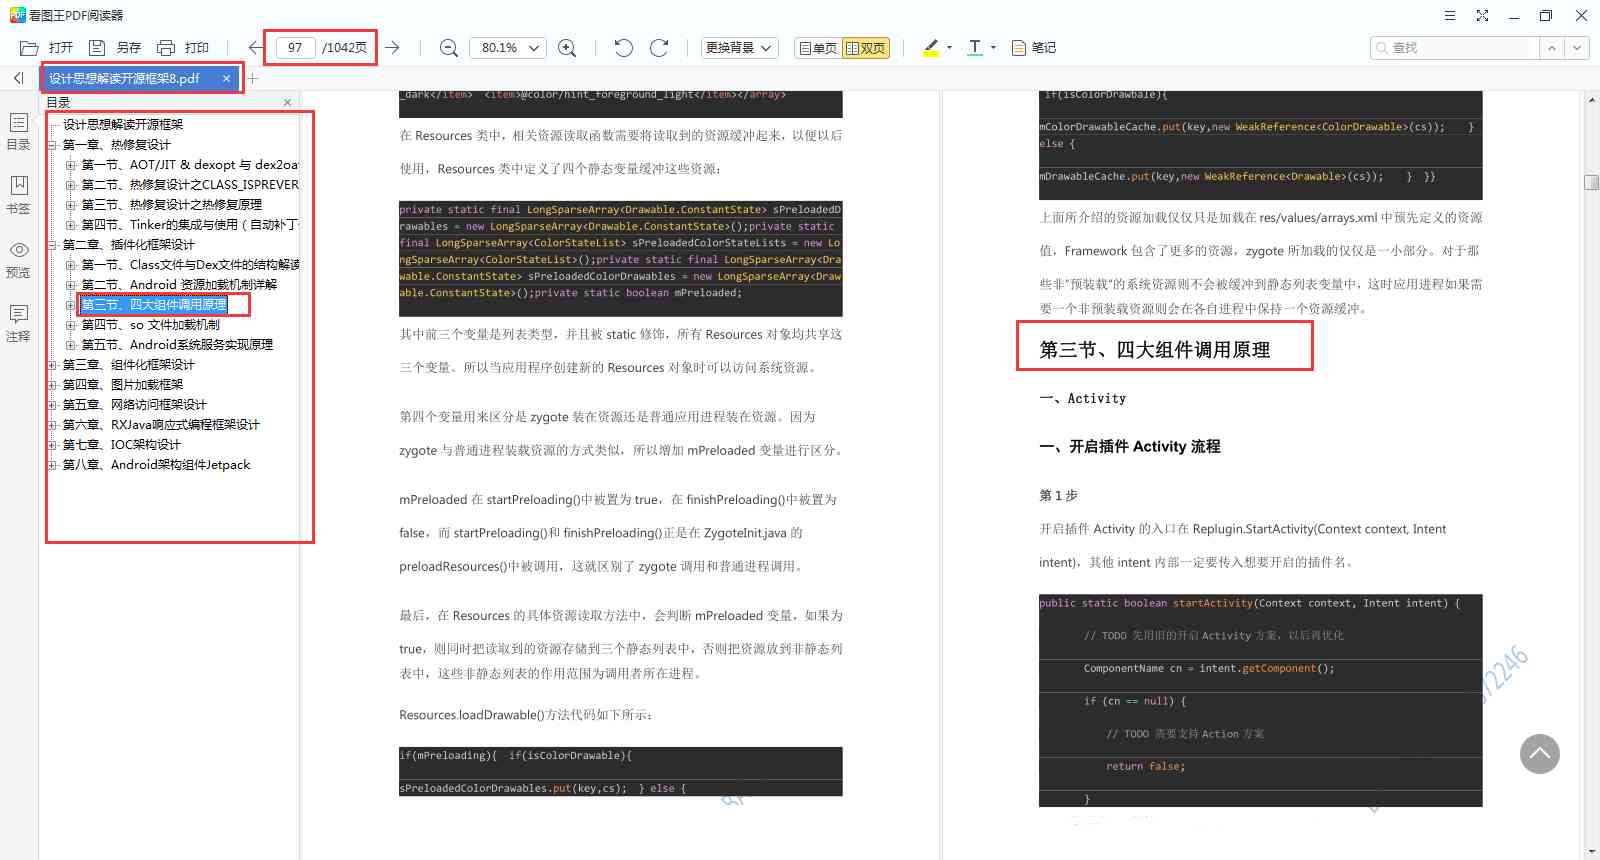 看图王PDF阅读器
打开 另存 打印 97 /1042页 80.1% 更换背景 单页 双页 T 笔记 查找
设计思想解读开源框架8.pdf × +
目录 ×
目录
书签
预览
注释
设计思想解读开源框架
第一章、热修复设计
第一节、AOT/JIT & dexopt 与 dex2oa
第二节、热修复设计之CLASS_ISPREVER
第三节、热修复设计之热修复原理
第四节、Tinker的集成与使用（自动补丁
第二章、插件化框架设计
第一节、Class文件与Dex文件的结构解读
第二节、Android 资源加载机制详解
第三节、四大组件调用原理
第四节、so 文件加载机制
第五节、Android系统服务实现原理
第三章、组件化框架设计
第四章、图片加载框架
第五章、网络访问框架设计
第六章、RXJava响应式编程框架设计
第七章、IOC架构设计
第八章、Android架构组件Jetpack
_dark</item> <item>@color/hint_foreground_light</item></array>
在 Resources 类中，相关资源读取函数需要将读取到的资源缓冲起来，以便以后
使用，Resources 类中定义了四个静态变量缓冲这些资源：
private static final LongSparseArray<Drawable.ConstantState> sPreloadedD
rawables = new LongSparseArray<Drawable.ConstantState>();private static
final LongSparseArray<ColorStateList> sPreloadedColorStateLists = new Lo
ngSparseArray<ColorStateList>();private static final LongSparseArray<Dra
wable.ConstantState> sPreloadedColorDrawables = new LongSparseArray<Draw
able.ConstantState>();private static boolean mPreloaded;
其中前三个变量是列表类型，并且被 static 修饰，所有 Resources 对象均共享这
三个变量。所以当应用程序创建新的 Resources 对象时可以访问系统资源。
第四个变量用来区分是 zygote 装在资源还是普通应用进程装在资源。因为
zygote 与普通进程装载资源的方式类似，所以增加 mPreloaded 变量进行区分。
mPreloaded 在 startPreloading()中被置为 true，在 finishPreloading()中被置为
false，而 startPreloading()和 finishPreloading()正是在 ZygoteInit.java 的
preloadResources()中被调用，这就区别了 zygote 调用和普通进程调用。
最后，在 Resources 的具体资源读取方法中，会判断 mPreloaded 变量，如果为
true，则同时把读取到的资源存储到三个静态列表中，否则把资源放到非静态列
表中，这些非静态列表的作用范围为调用者所在进程。
Resources.loadDrawable()方法代码如下所示：
if(mPreloading){ if(isColorDrawable){
sPreloadedColorDrawables.put(key,cs); } else {
if(isColorDrawbale){
mColorDrawableCache.put(key,new WeakReference<ColorDrawable>(cs)); }
else {
mDrawableCache.put(key,new WeakReference<Drawable>(cs)); } }}
上面所介绍的资源加载仅仅只是加载在 res/values/arrays.xml 中预先定义的资源
值，Framework 包含了更多的资源，zygote 所加载的仅仅是一小部分。对于那
些非"预装载"的系统资源则不会被缓冲到静态列表变量中，这时应用进程如果需
要一个非预装载资源则会在各自进程中保持一个资源缓冲。
第三节、四大组件调用原理
一、Activity
一、开启插件 Activity 流程
第 1 步
开启插件 Activity 的入口在 Replugin.StartActivity(Context context, Intent
intent)，其他 intent 内部一定要传入想要开启的插件名。
public static boolean startActivity(Context context, Intent intent) {
// TODO 先用旧的开启 Activity 方案，以后再优化
ComponentName cn = intent.getComponent();
if (cn == null) {
// TODO 需要支持 Action 方案
return false;
}
72246